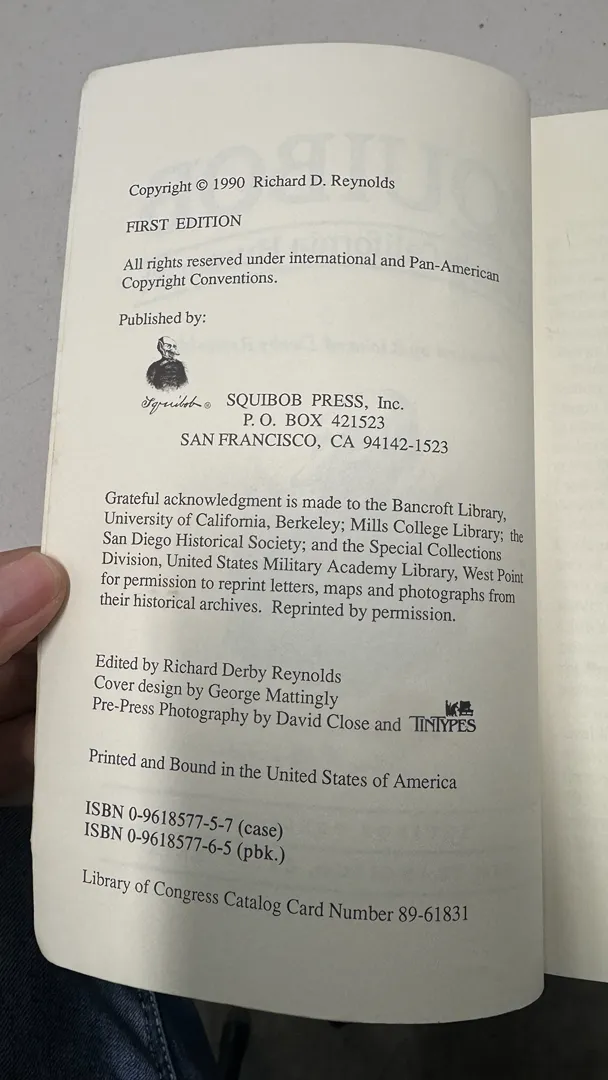 Copyright © 1990 Richard D. Reynolds
FIRST EDITION
All rights reserved under international and Pan-American
Copyright Conventions.
Published by:
Squibob ®
SQUIBOB PRESS, Inc.
P. O. BOX 421523
SAN FRANCISCO, CA 94142-1523
Grateful acknowledgment is made to the Bancroft Library,
University of California, Berkeley; Mills College Library; the
San Diego Historical Society; and the Special Collections
Division, United States Military Academy Library, West Point
for permission to reprint letters, maps and photographs from
their historical archives. Reprinted by permission.
Edited by Richard Derby Reynolds
Cover design by George Mattingly
Pre-Press Photography by David Close and TINTYPES
Printed and Bound in the United States of America
ISBN 0-9618577-5-7 (case)
ISBN 0-9618577-6-5 (pbk.)
Library of Congress Catalog Card Number 89-61831